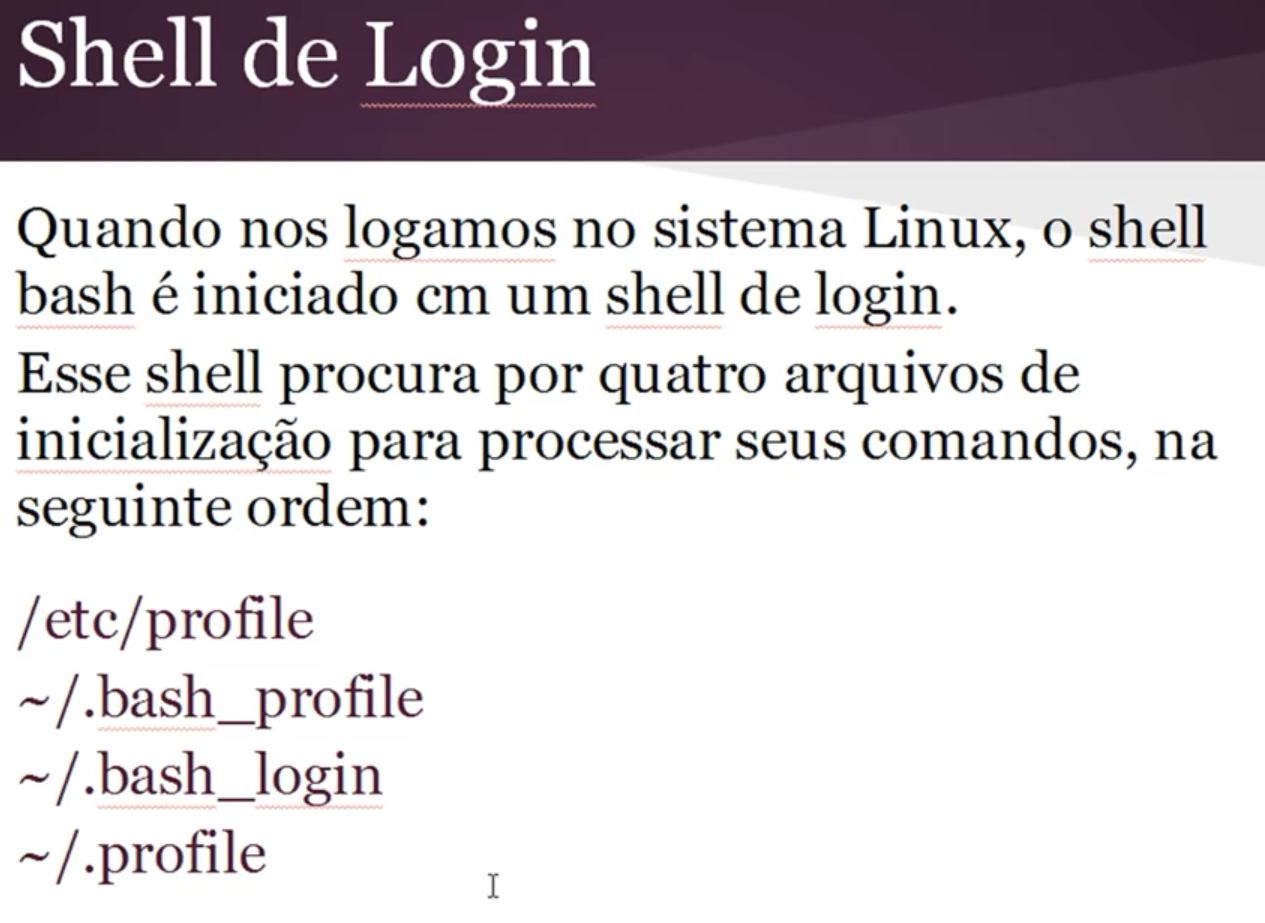 Shell de Login
Quando nos logamos no sistema Linux, o shell
bash é iniciado cm um shell de login.
Esse shell procura por quatro arquivos de
inicialização para processar seus comandos, na
seguinte ordem:
/etc/profile
~/.bash_profile
~/.bash_login
~/.profile